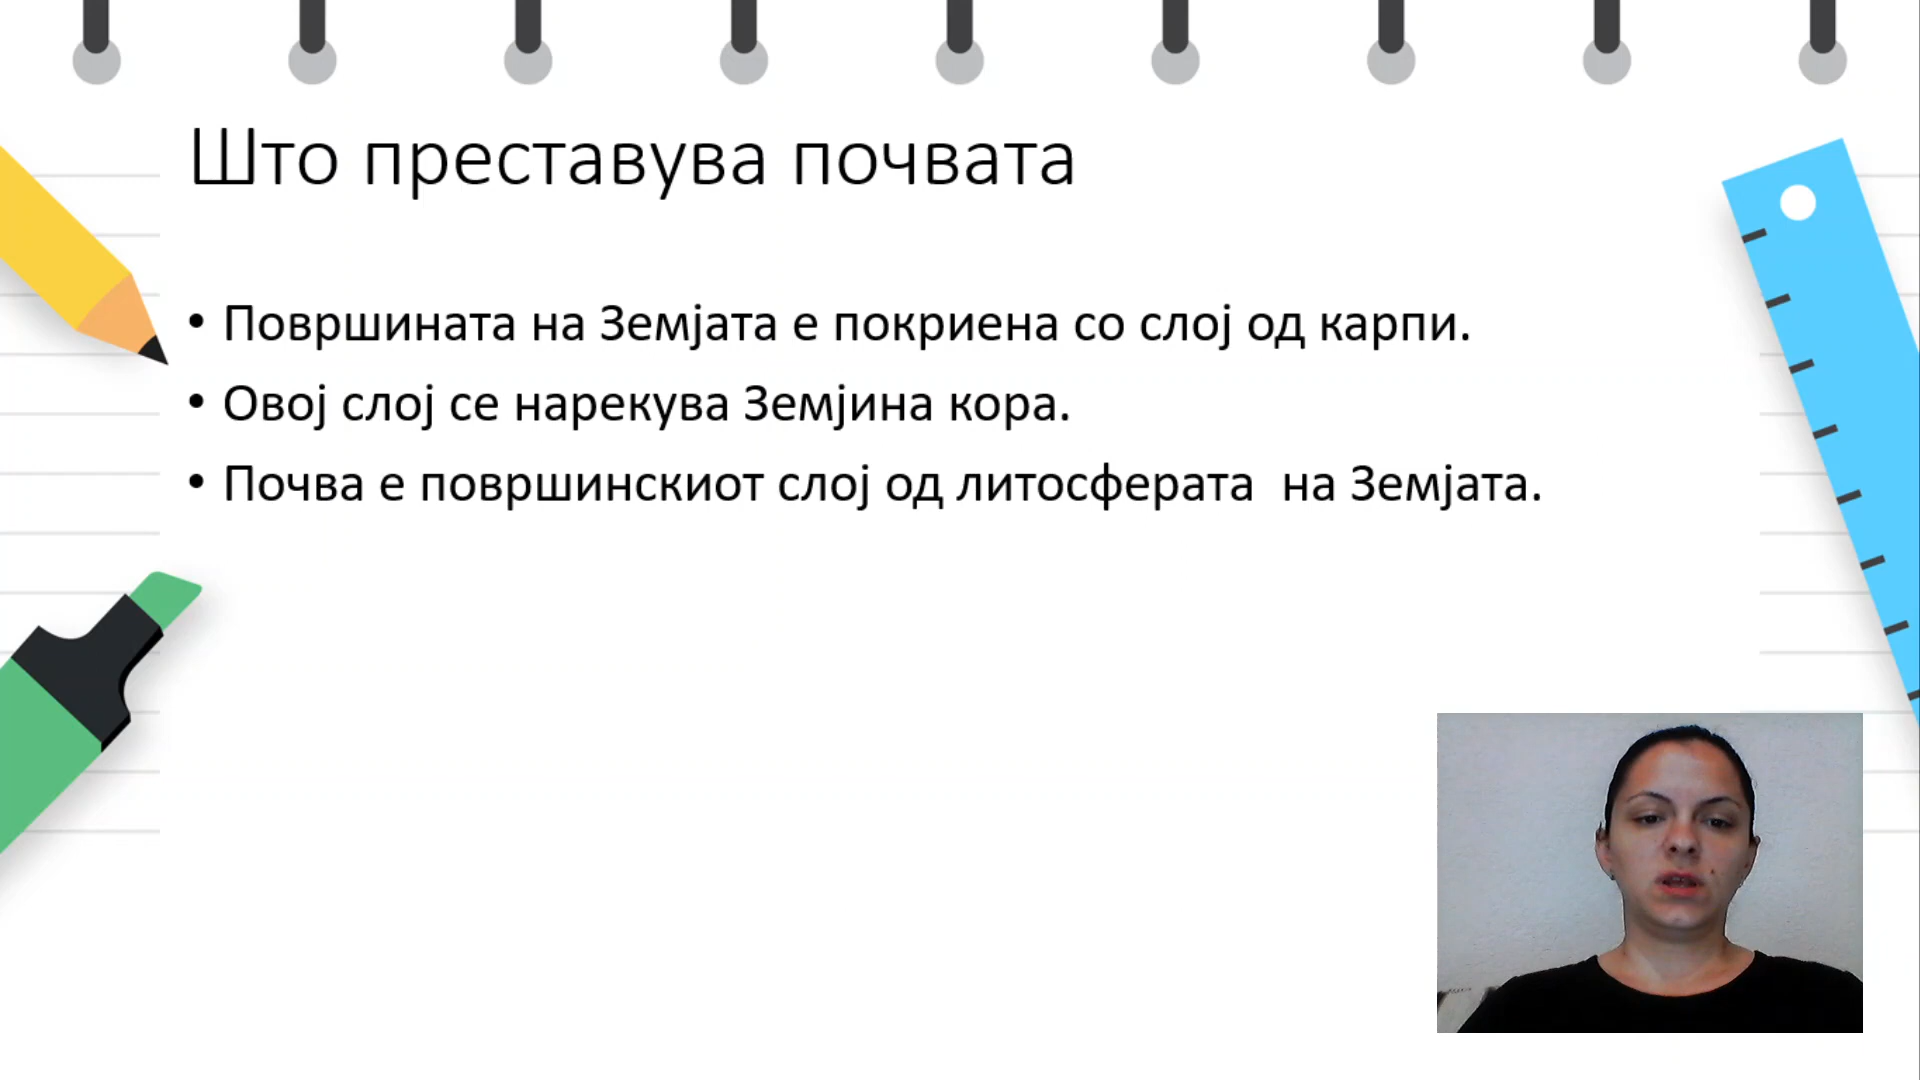 Што преставува почвата
• Површината на Земјата е покриена со слој од карпи.
• Овој слој се нарекува Земјина кора.
• Почва е површинскиот слој од литосферата  на Земјата.